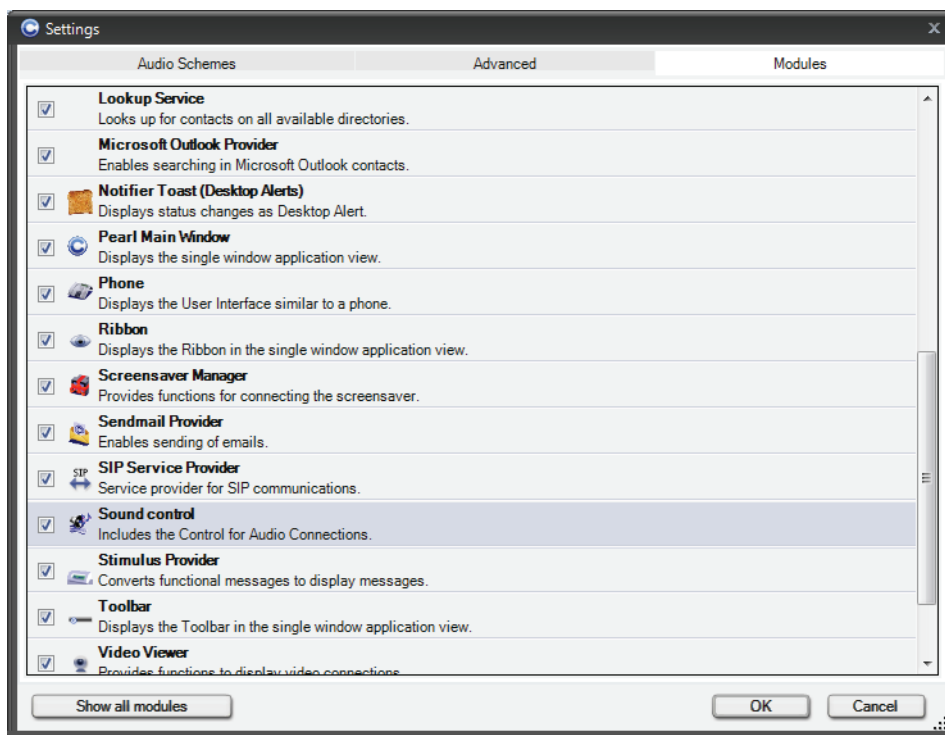 Settings
Audio Schemes
Advanced
Modules
Lookup Service
Looks up for contacts on all available directories.
Microsoft Outlook Provider
Enables searching in Microsoft Outlook contacts.
Notifier Toast (Desktop Alerts)
Displays status changes as Desktop Alert.
Pearl Main Window
Displays the single window application view.
Phone
Displays the User Interface similar to a phone.
Ribbon
Displays the Ribbon in the single window application view.
Screensaver Manager
Provides functions for connecting the screensaver.
Sendmail Provider
Enables sending of emails.
SIP
SIP Service Provider
Service provider for SIP communications.
Sound control
Includes the Control for Audio Connections.
Stimulus Provider
Converts functional messages to display messages.
Toolbar
Displays the Toolbar in the single window application view.
Video Viewer
Provides functions to display video connections
Show all modules
OK
Cancel